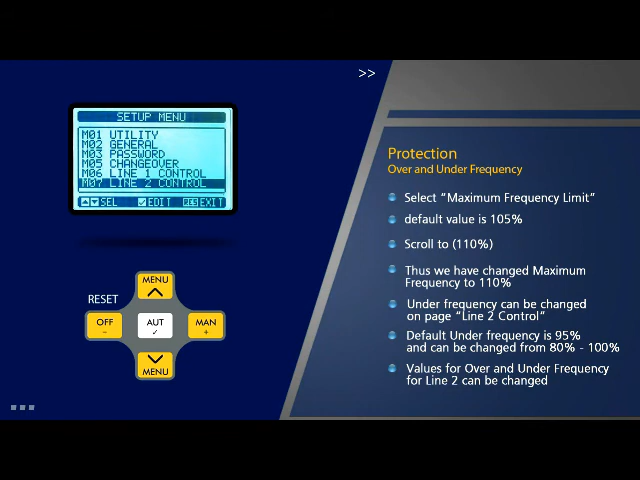 >>
SETUP MENU
M01 UTILITY
M02 GENERAL
M03 PASSWORD
M05 CHANGEOVER
M06 LINE 1 CONTROL
M07 LINE 2 CONTROL
SEL EDIT RES EXIT
RESET
MENU
OFF
–
AUT
✓
MAN
+
MENU
Protection
Over and Under Frequency
Select “Maximum Frequency Limit”
default value is 105%
Scroll to (110%)
Thus we have changed Maximum
Frequency to 110%
Under frequency can be changed
on page “Line 2 Control”
Default Under frequency is 95%
and can be changed from 80% - 100%
Values for Over and Under Frequency
for Line 2 can be changed